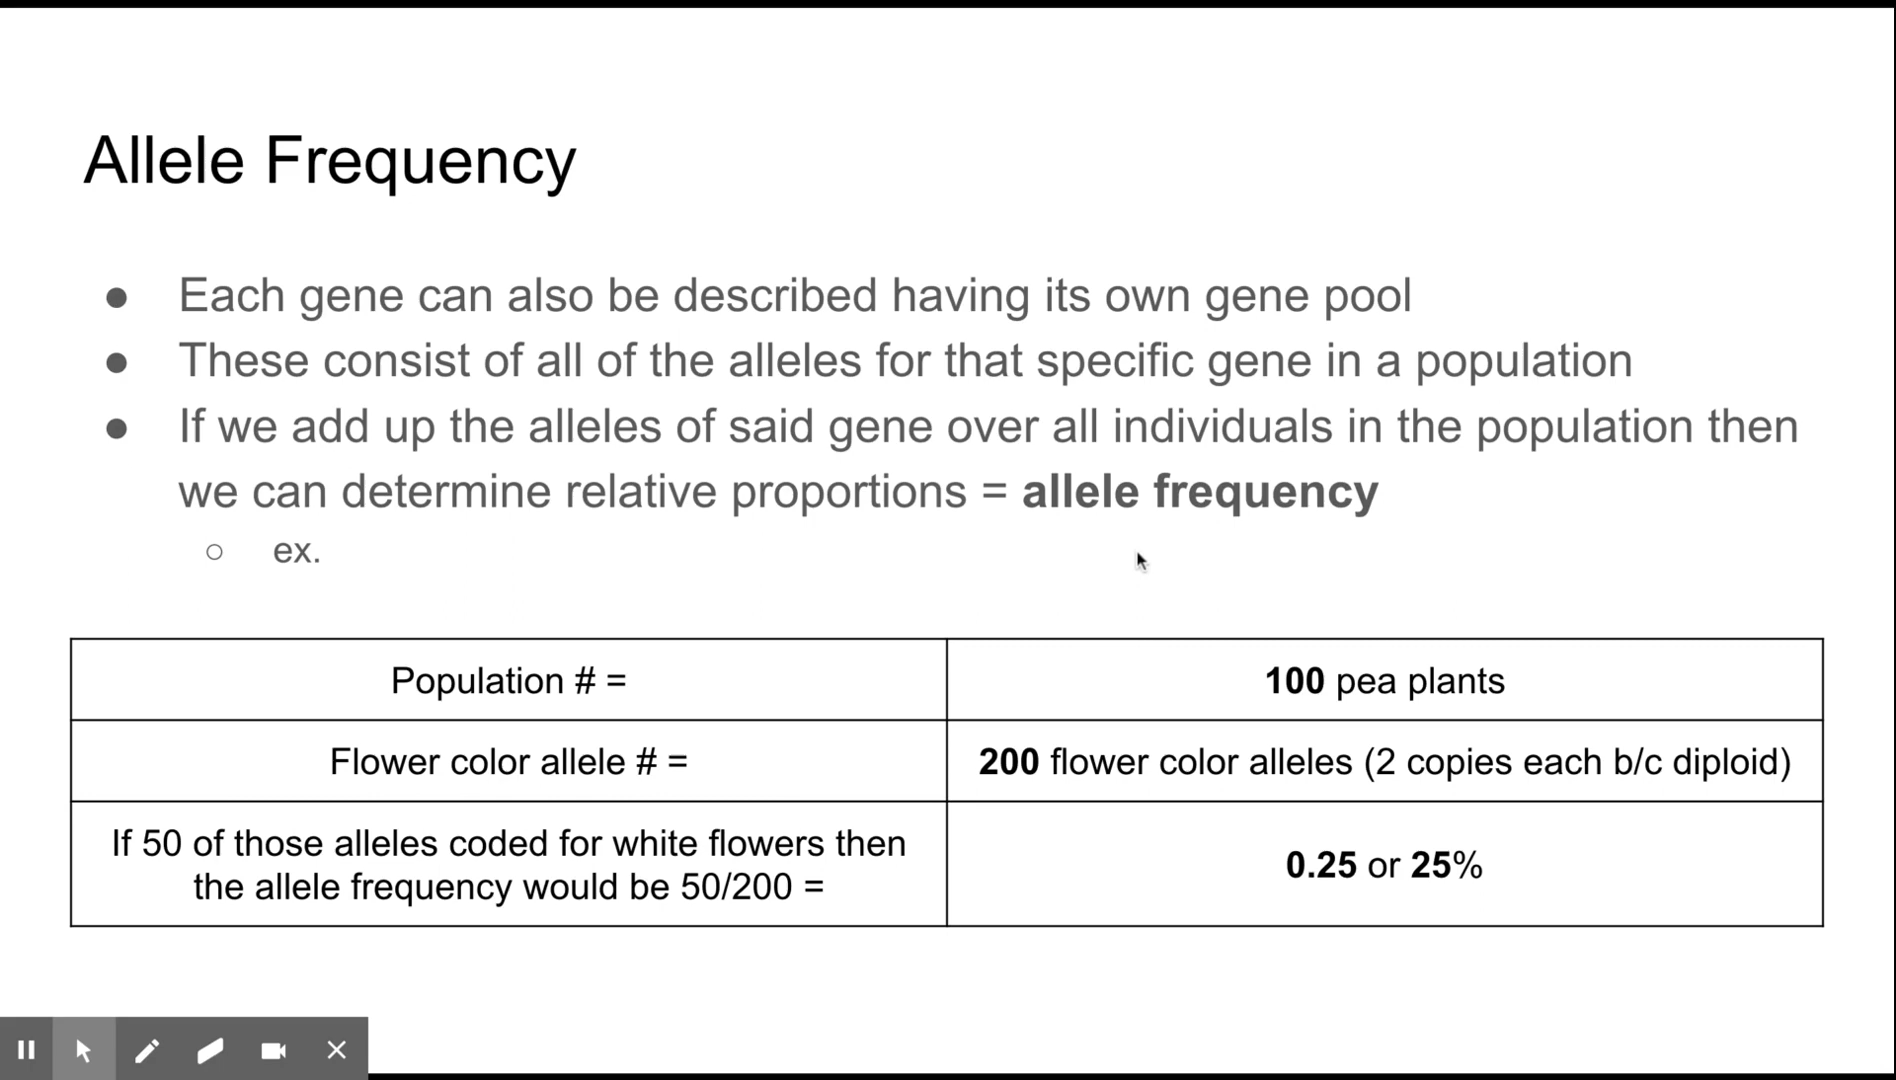 Allele Frequency
● Each gene can also be described having its own gene pool
● These consist of all of the alleles for that specific gene in a population
● If we add up the alleles of said gene over all individuals in the population then
we can determine relative proportions = allele frequency
○ ex.
Population # =
100 pea plants
Flower color allele # =
200 flower color alleles (2 copies each b/c diploid)
If 50 of those alleles coded for white flowers then
the allele frequency would be 50/200 =
0.25 or 25%